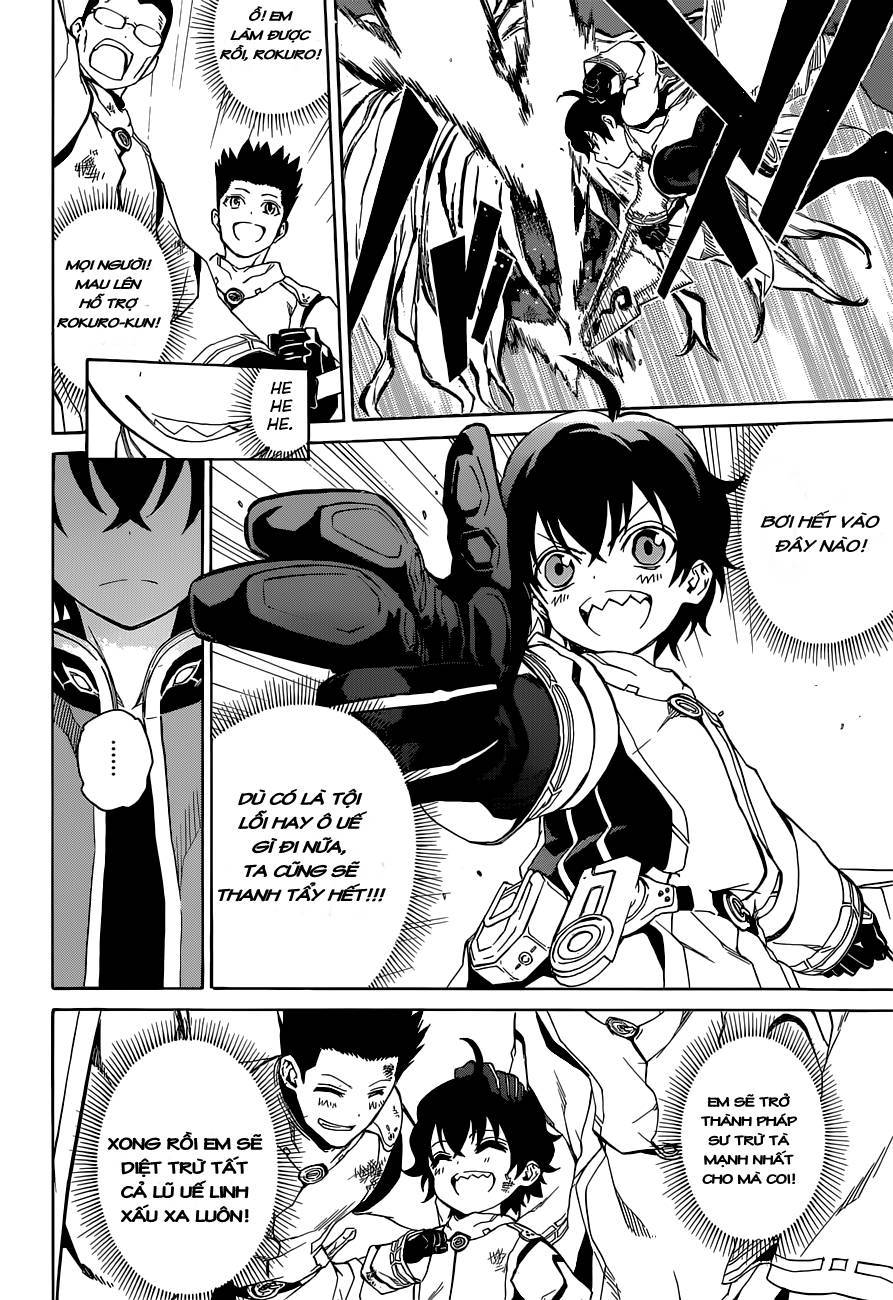 Ồ! EM
LÀM ĐƯỢC
RỒI, ROKURO!
MỌI NGƯỜI!
MAU LÊN
HỖ TRỢ
ROKURO-KUN!
HE
HE
HE.
BƠI HẾT VÀO
ĐÂY NÀO!
DÙ CÓ LÀ TỘI
LỖI HAY Ô UẾ
GÌ ĐI NỮA,
TA CŨNG SẼ
THANH TẨY HẾT!!!
......
EM SẼ TRỞ
THÀNH PHÁP
SƯ TRỪ TÀ
MẠNH NHẤT
CHO MÀ COI!
XONG RỒI EM SẼ
DIỆT TRỪ TẤT
CẢ LŨ UẾ LINH
XẤU XA LUÔN!